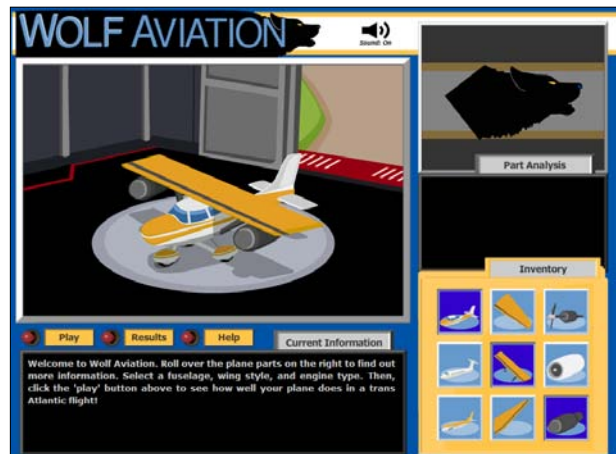 WOLF AVIATION
Sound: On
Part Analysis
Inventory
Play
Results
Help
Current Information
Welcome to Wolf Aviation. Roll over the plane parts on the right to find out
more information. Select a fuselage, wing style, and engine type. Then,
click the 'play' button above to see how well your plane does in a trans
Atlantic flight!